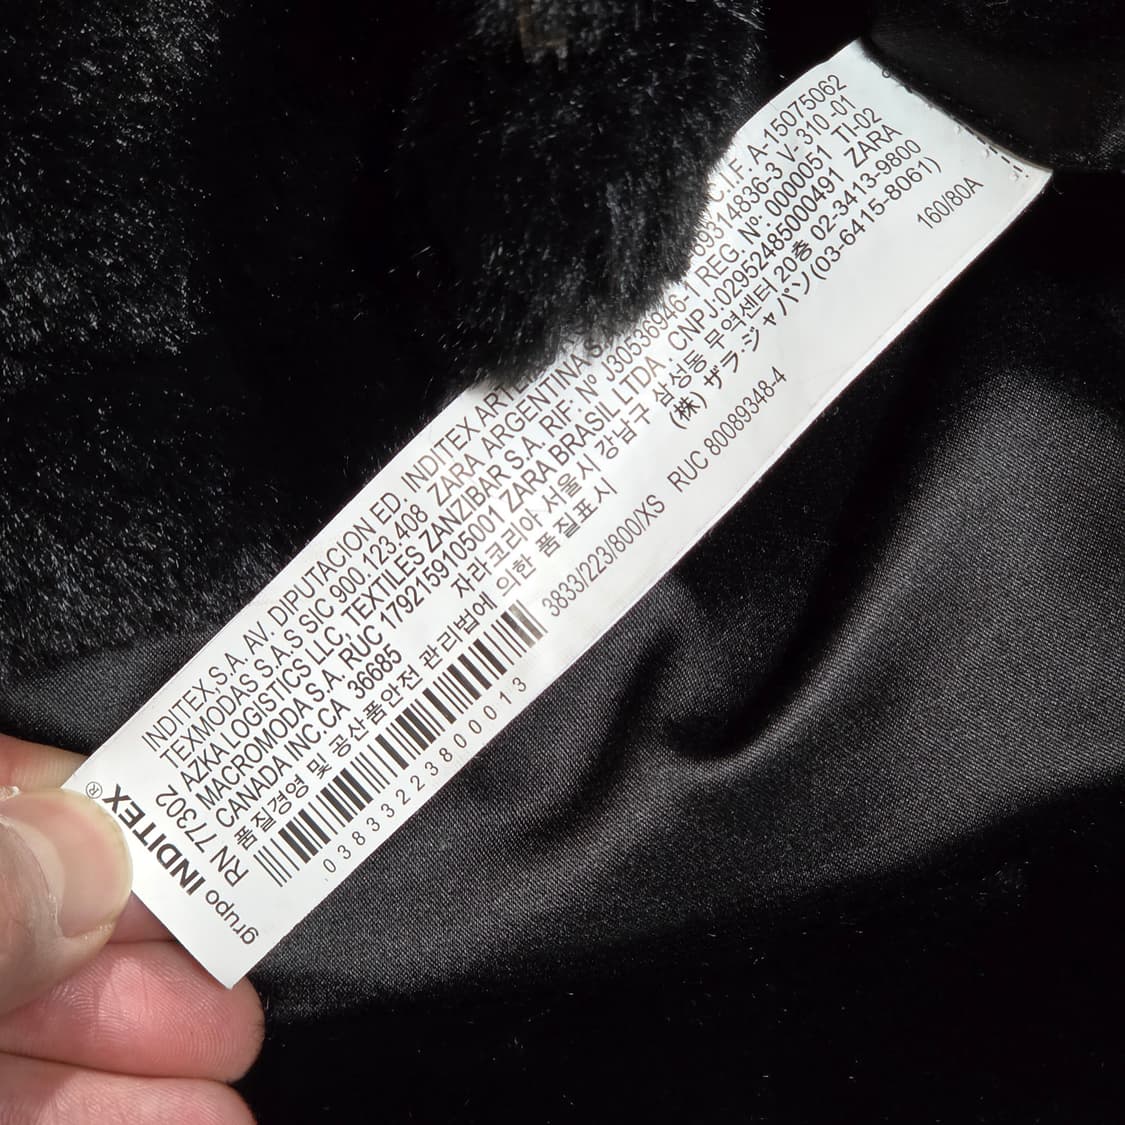 grupo INDITEX®
RN 77302
INDITEX,S.A. AV. DIPUTACION ED. INDITEX C.I.F. A-15075062
TEXMODAS S.A.S SIC 900.123.408 ZARA ARGENTINA V- 310 -01
AZKA LOGISTICS LLC, TEXTILES ZANZIBAR S.A. RIF: Nº J30536946-1 REG. Nº. 0000051 TI-02
MACROMODA S.A. RUC 1792159105001 ZARA BRASIL LTDA CNPJ.02952485000491 ZARA
CANADA INC.CA 36685 자라코리아 서울시 강남구 삼성동 무역센터 20층 02-3413-9800
품질경영 및 공산품안전 관리법에 의한 품질표시 (株) ザラ·ジャパン(03-6415-8061)
3833/223/800/XS RUC 80089348-4 160/80A
03833223800013